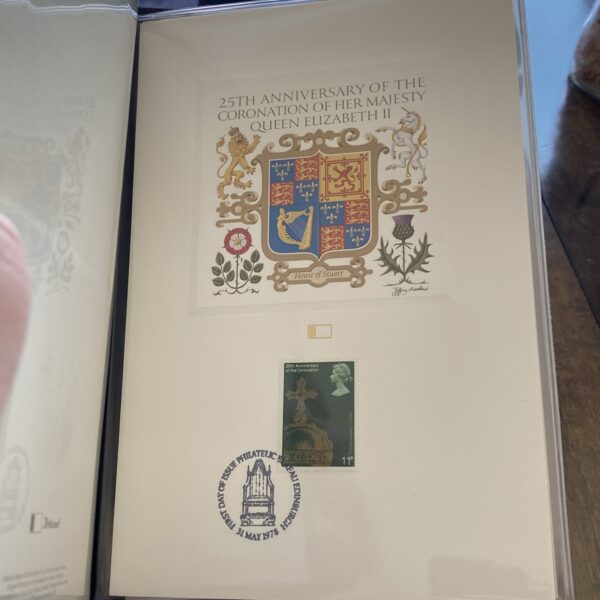 25TH ANNIVERSARY OF THE
CORONATION OF HER MAJESTY
QUEEN ELIZABETH II
House of Stuart
25th Anniversary
of the Coronation
11P
FIRST DAY OF ISSUE PHILATELIC BUREAU EDINBURGH
31 MAY 1978